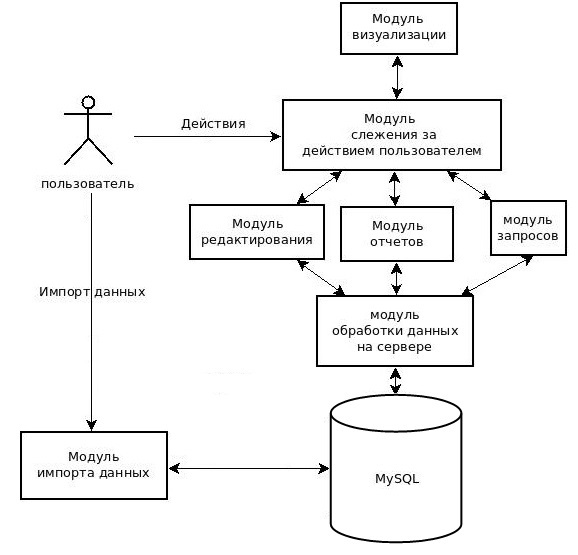 Модуль
визуализации
Действия
Модуль
слежения за
действием пользователем
пользователь
Модуль
редактирования
Модуль
отчетов
модуль
запросов
Импорт данных
модуль
обработки данных
на сервере
Модуль
импорта данных
MySQL